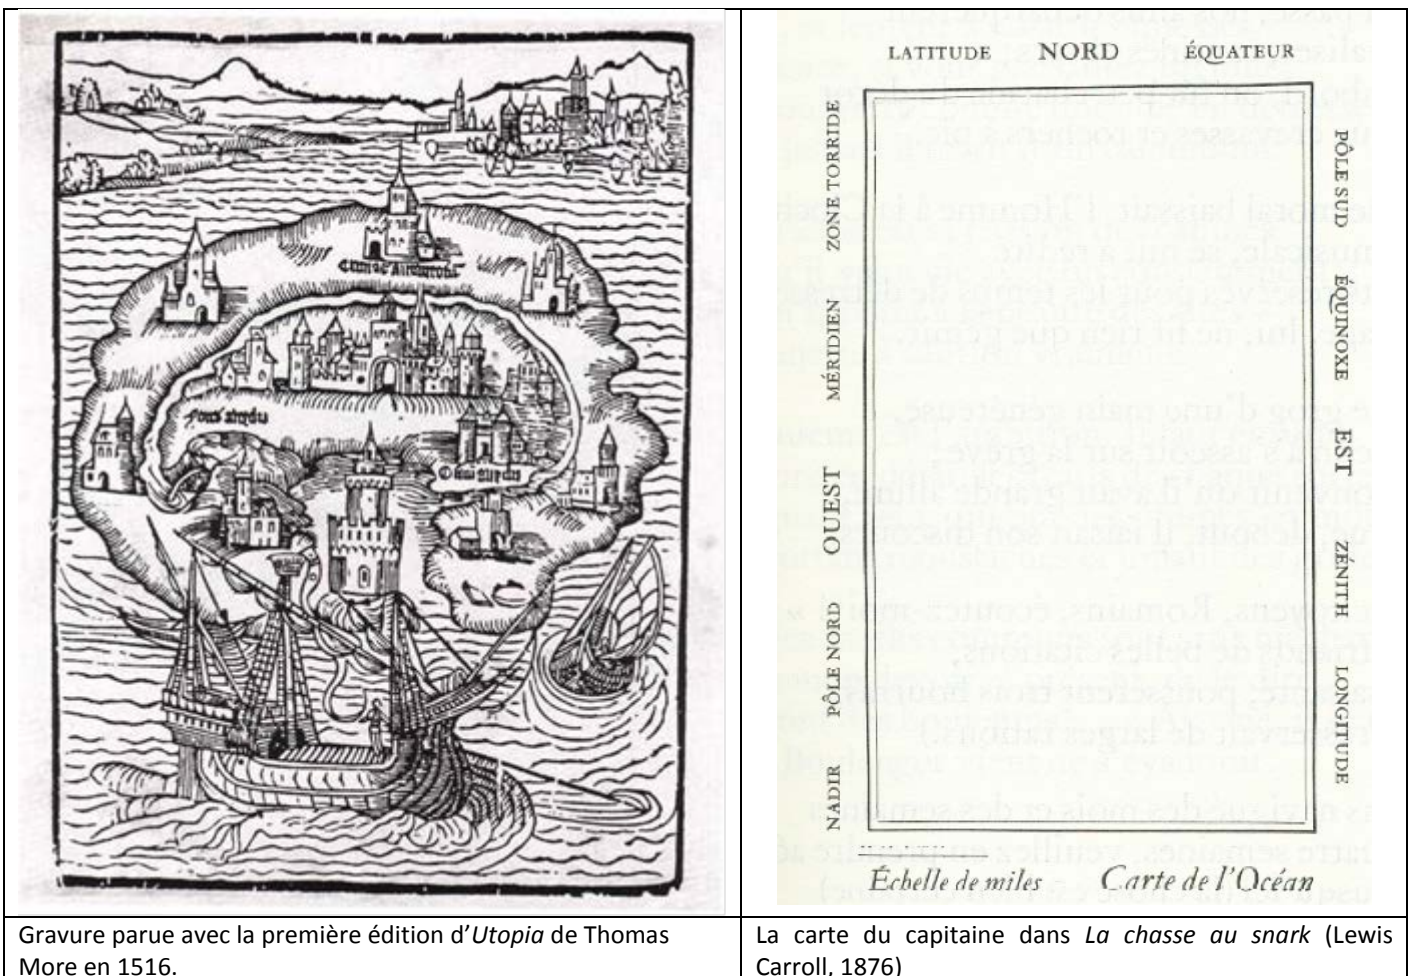 LATITUDE NORD ÉQUATEUR
NADIR PÔLE NORD OUEST MÉRIDIEN ZONE TORRIDE
PÔLE SUD ÉQUINOXE EST ZÉNITH LONGITUDE
Échelle de miles Carte de l'Océan
Gravure parue avec la première édition d'Utopia de Thomas
More en 1516.
La carte du capitaine dans La chasse au snark (Lewis
Carroll, 1876)